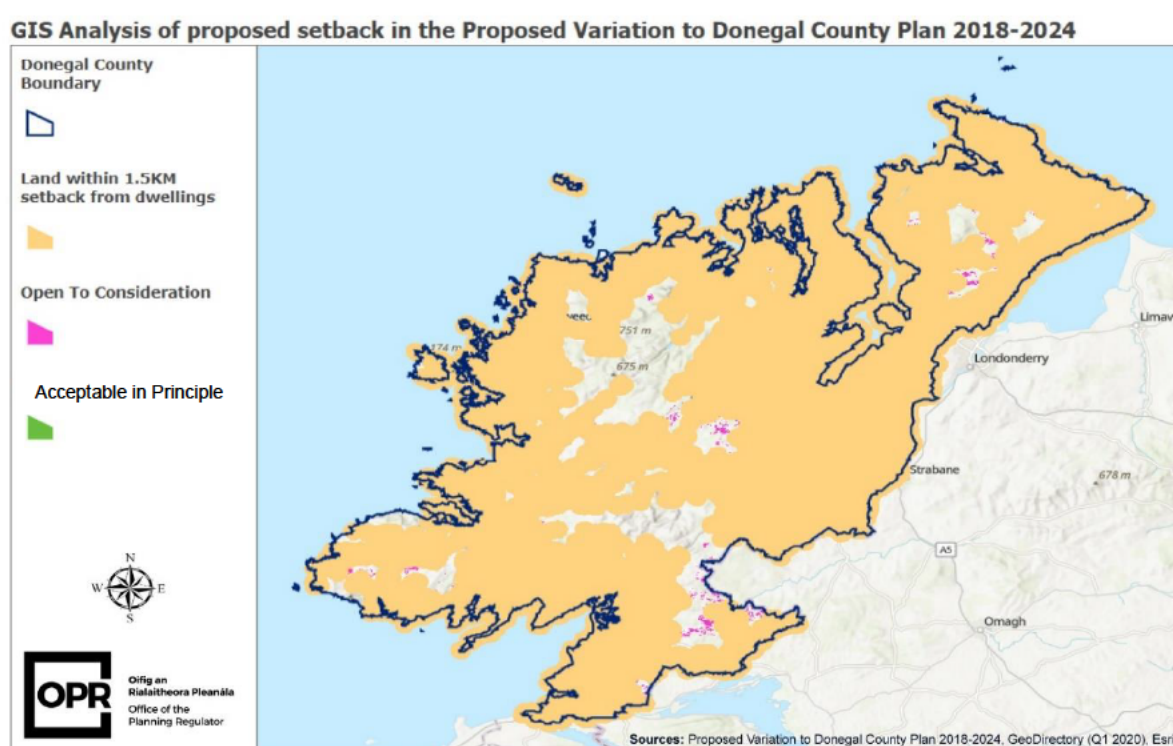 GIS Analysis of proposed setback in the Proposed Variation to Donegal County Plan 2018-2024
Donegal County
Boundary
Land within 1.5KM
setback from dwellings
Open To Consideration
Acceptable in Principle
N
W
E
S
OPR
Oifig an
Rialaitheora Pleanála
Office of the
Planning Regulator
Limav
Londonderry
751 m
174 m
675 m
Strabane
678 m
A5
Omagh
Sources: Proposed Variation to Donegal County Plan 2018-2024, GeoDirectory (Q1 2020), Esr